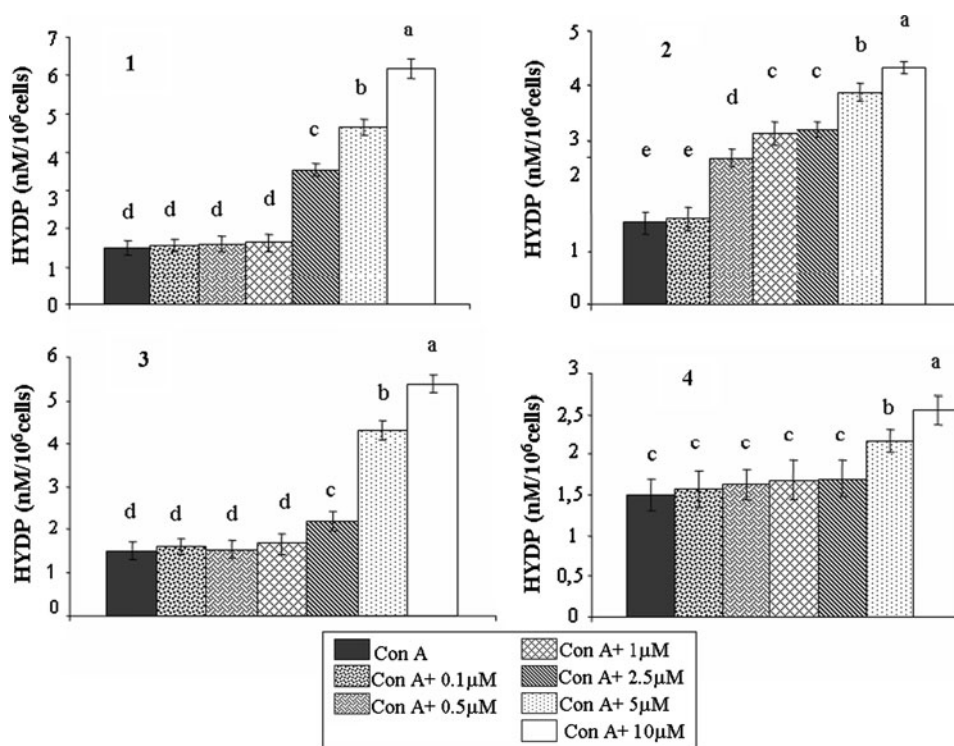 1
HYDP (nM/10⁶cells)
7
6
5
4
3
2
1
0
d d d d c b a
2
HYDP (nM/10⁶cells)
5
4
3
2
1
0
e e d c c b a
3
HYDP (nM/10⁶cells)
6
5
4
3
2
1
0
d d d d c b a
4
HYDP (nM/10⁶cells)
3
2,5
2
1,5
1
0,5
0
c c c c c b a
Con A
Con A+ 0.1µM
Con A+ 0.5µM
Con A+ 1µM
Con A+ 2.5µM
Con A+ 5µM
Con A+ 10µM